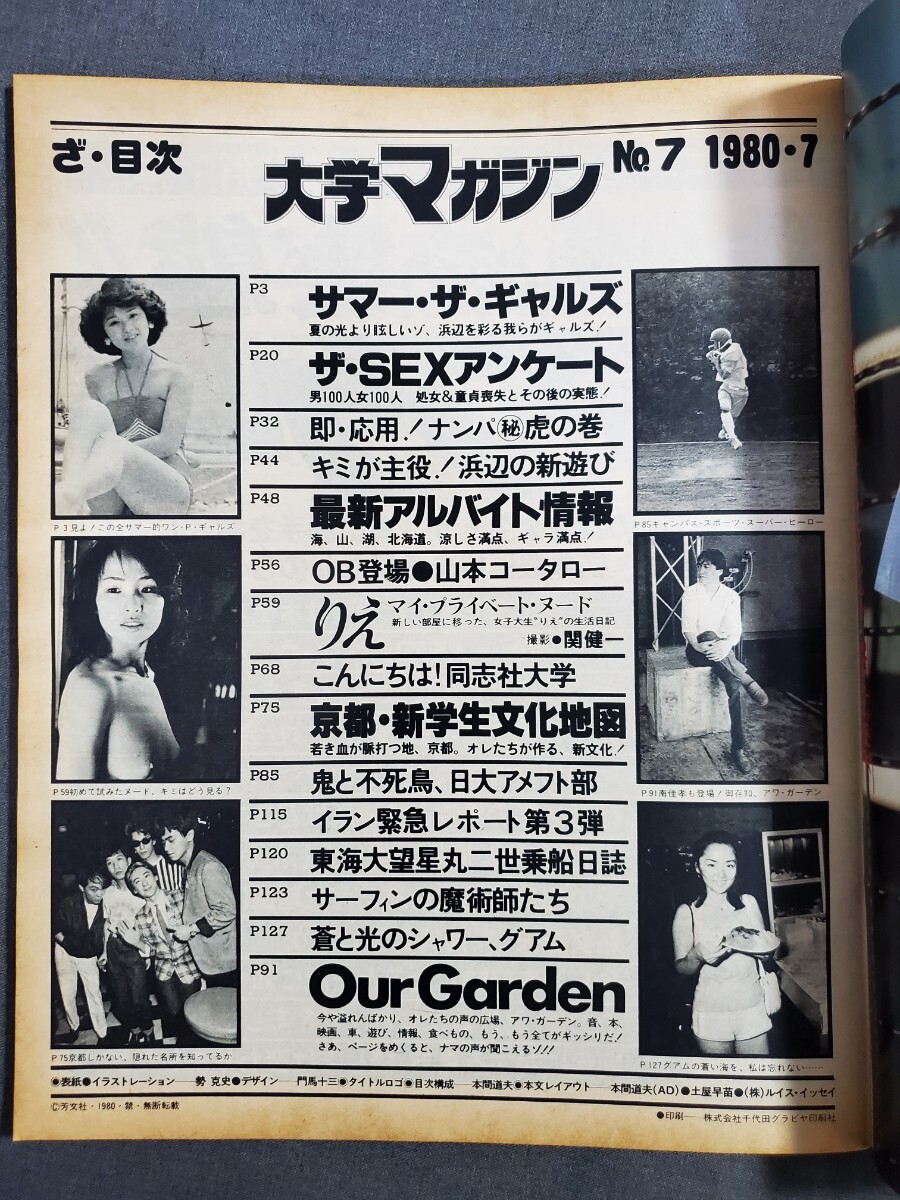 ざ・目次
大学マガジン
No.7 1980・7
P3
サマー・ザ・ギャルズ
夏の光より眩しいゾ、浜辺を彩る我らがギャルズ!
P20
ザ・SEXアンケート
男100人女100人 処女&童貞喪失とその後の実態!
P32
即・応用!ナンパ㊙虎の巻
P44
キミが主役!浜辺の新遊び
P48
最新アルバイト情報
海、山、湖、北海道。涼しさ満点、ギャラ満点!
P56
OB登場●山本コータロー
P59
りえ マイ・プライベート・ヌード
新しい部屋に移った、女子大生“りえ”の生活日記
撮影●関健一
P68
こんにちは!同志社大学
P75
京都・新学生文化地図
若き血が脈打つ地、京都。オレたちが作る、新文化!
P85
鬼と不死鳥、日大アメフト部
P115
イラン緊急レポート第3弾
P120
東海大望星丸二世乗船日誌
P123
サーフィンの魔術師たち
P127
蒼と光のシャワー、グアム
P91
Our Garden
今や溢れんばかり、オレたちの声の広場、アワ・ガーデン。音、本、
映画、車、遊び、情報、食べもの、もう、もう全てがギッシリだ!
さあ、ページをめくると、ナマの声が聞こえるゾ!!
P3見よ!この全サマー的ワン・P・ギャルズ
P59初めて試みたヌード、キミはどう見る?
P75京都しかない、隠れた名所を知ってるか
P85キャンパス・スポーツ・スーパー・ヒーロー
P91南佳孝も登場!御存知、アワ・ガーデン
P127グアムの蒼い海を、私は忘れない……
●表紙●イラストレーション──勢 克史●デザイン──門馬十三●タイトルロゴ●目次構成──本間道夫●本文レイアウト──本間道夫(AD)●土屋早苗●(株)ルイス・イッセイ
©芳文社・1980・禁・無断転載
●印刷──株式会社千代田グラビヤ印刷社